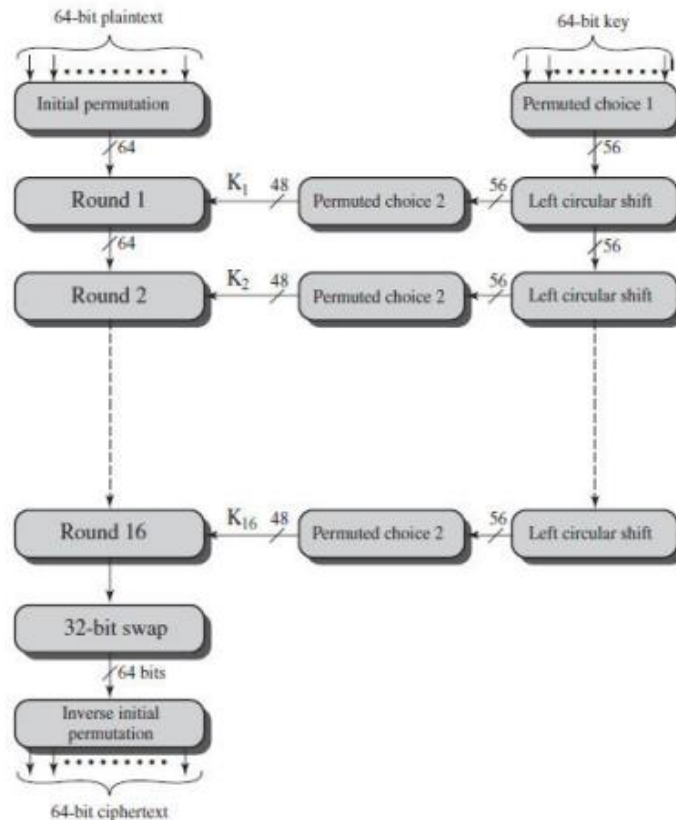 64-bit plaintext
64-bit key
Initial permutation
Permuted choice 1
64
56
K1
48
56
Round 1
Permuted choice 2
Left circular shift
64
56
K2
48
56
Round 2
Permuted choice 2
Left circular shift
K16
48
56
Round 16
Permuted choice 2
Left circular shift
32-bit swap
64 bits
Inverse initial
permutation
64-bit ciphertext